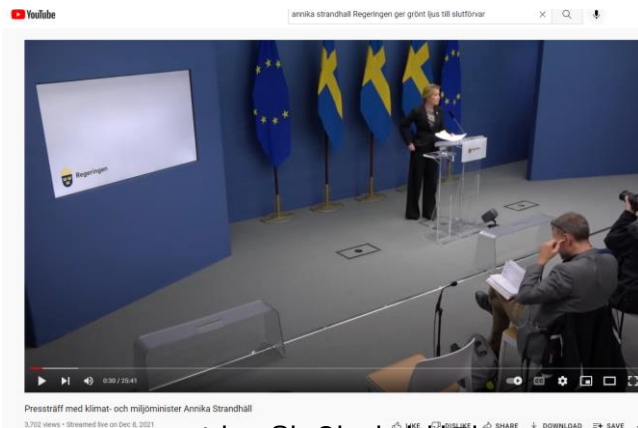 YouTube
annika strandhall Regeringen ger grönt ljus till slutförvar
Regeringen
0:30 / 25:41
Pressträff med klimat- och miljöminister Annika Strandhäll
3,702 views • Streamed live on Dec 6, 2021
LIKE DISLIKE SHARE DOWNLOAD SAVE